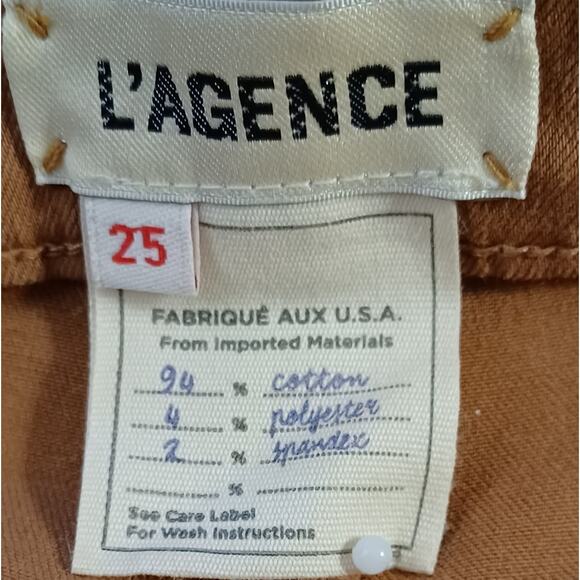 L'AGENCE
25
FABRIQUÉ AUX U.S.A.
From Imported Materials
94 % cotton
4 % polyester
2 % spandex
%
See Care Label
For Wash Instructions